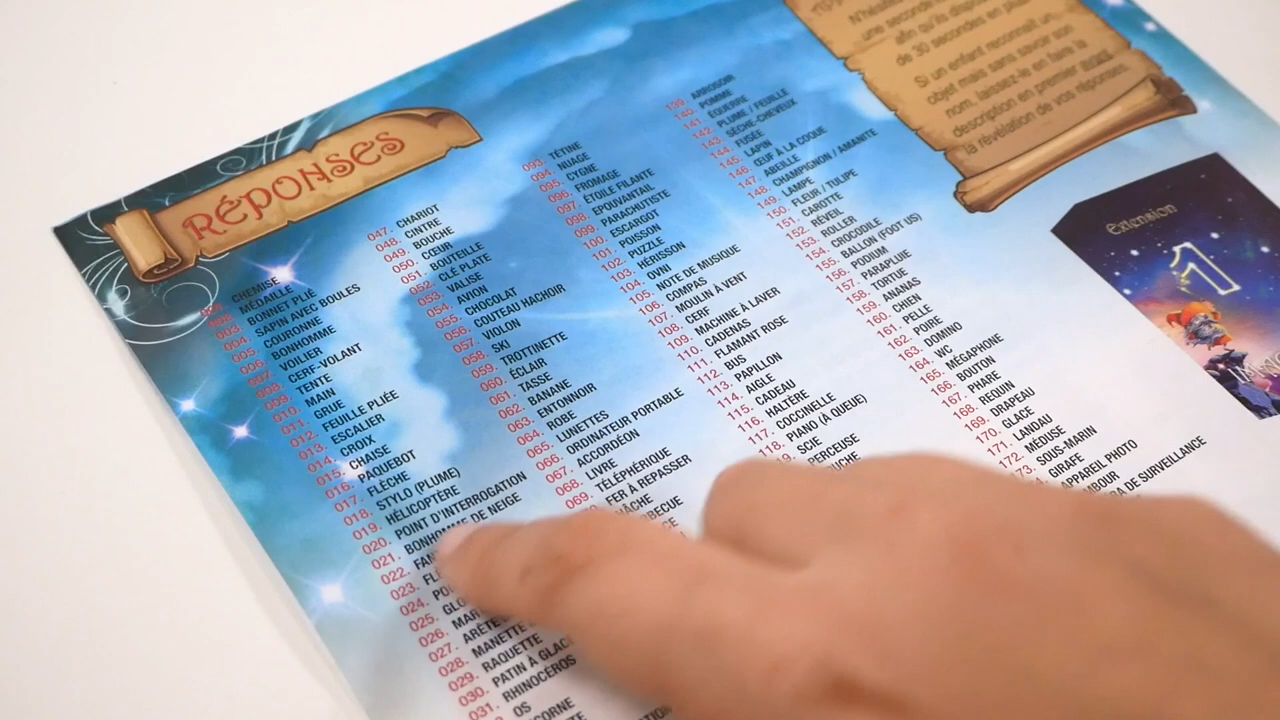 RÉPONSES
001. CHEMISE
002. MÉDAILLE
003. BONNET PLIÉ
004. SAPIN AVEC BOULES
005. COURONNE
006. BONHOMME
007. VOILIER
008. CERF-VOLANT
009. TENTE
010. MAIN
011. GRUE
012. FEUILLE PLIÉE
013. ESCALIER
014. CROIX
015. CHAISE
016. PAQUEBOT
017. FLÈCHE
018. STYLO (PLUME)
019. HÉLICOPTÈRE
020. POINT D'INTERROGATION
021. BONHOMME DE NEIGE
022.
023.
024.
025.
026.
027. ARÊTE
028. MANETTE
029. RAQUETTE
030. PATIN À
031. RHINOCÉROS
OS
047. CHARIOT
048. CINTRE
049. BOUCHE
050. CŒUR
051. BOUTEILLE
052. CLÉ PLATE
053. VALISE
054. AVION
055. CHOCOLAT
056. COUTEAU HACHOIR
057. VIOLON
058. SKI
059. TROTTINETTE
060. ÉCLAIR
061. TASSE
062. BANANE
063. ENTONNOIR
064. ROBE
065. LUNETTES
066. ORDINATEUR PORTABLE
067. ACCORDÉON
068. LIVRE
069. TÉLÉPHÉRIQUE
FER À REPASSER
093. TÉTINE
094. NUAGE
095. CYGNE
096. FROMAGE
097. ÉTOILE FILANTE
098. EPOUVANTAIL
099. PARACHUTISTE
100. ESCARGOT
101. POISSON
102. PUZZLE
103. HÉRISSON
104. OVNI
105. NOTE DE MUSIQUE
106. COMPAS
107. MOULIN À VENT
108. CERF
109. MACHINE À LAVER
110. CADENAS
111. FLAMANT ROSE
112. BUS
113. PAPILLON
114. AIGLE
115. CADEAU
116. HALTÈRE
117. COCCINELLE
118. PIANO (À QUEUE)
SCIE
PERCEUSE
139. ARROSOIR
140. POMME
141. ÉQUERRE
142. PLUME / FEUILLE
143. SÈCHE-CHEVEUX
144. FUSÉE
145. LAPIN
146. ŒUF À LA COQUE
147. ABEILLE
148. CHAMPIGNON / AMANITE
149. LAMPE
150. FLEUR / TULIPE
151. CAROTTE
152. RÉVEIL
153. ROLLER
154. CROCODILE
155. BALLON (FOOT US)
156. PODIUM
157. PARAPLUIE
158. TORTUE
159. ANANAS
160. CHIEN
161. PELLE
162. POIRE
163. DOMINO
164. WC
165. MÉGAPHONE
166. BOUTON
167. PHARE
168. REQUIN
169. DRAPEAU
170. GLACE
171. LANDAU
172. MÉDUSE
SOUS-MARIN
GIRAFE
APPAREIL PHOTO
DE SURVEILLANCE
une seconde
afin qu'ils
de 30 secondes en plus
Si un enfant reconnaît un
objet mais sans savoir son
nom, laissez-le en faire la
description en premier avant
la révélation de vos réponses
Extension
1